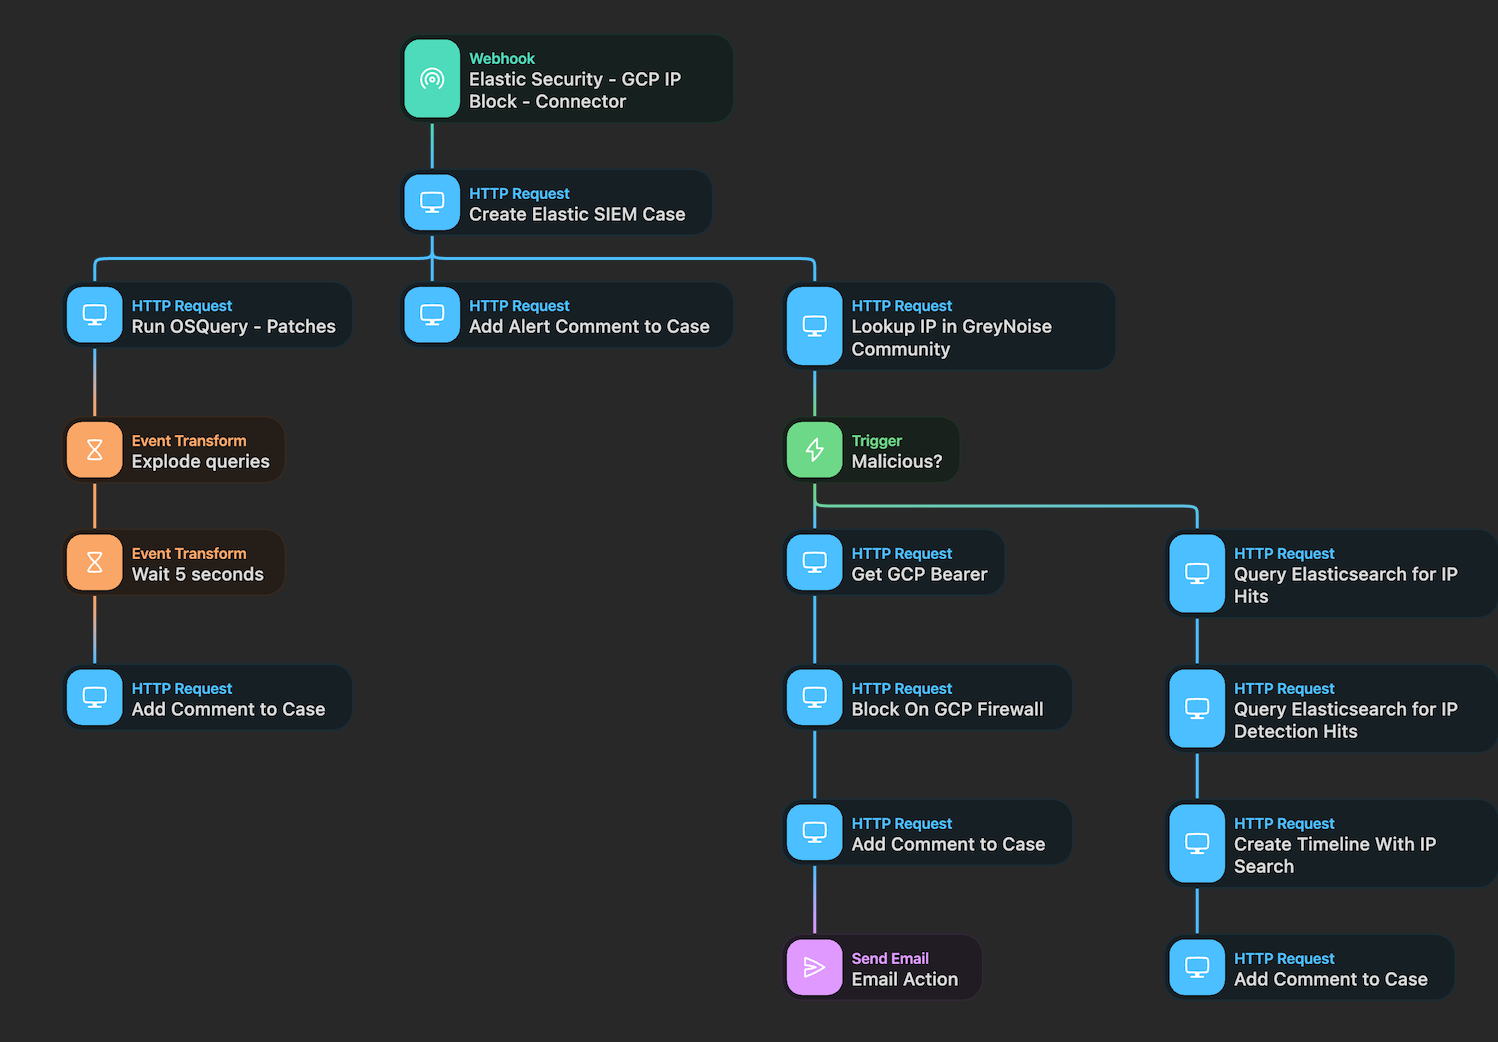 Webhook
Elastic Security - GCP IP
Block - Connector
HTTP Request
Create Elastic SIEM Case
HTTP Request
Run OSQuery - Patches
HTTP Request
Add Alert Comment to Case
HTTP Request
Lookup IP in GreyNoise
Community
Event Transform
Explode queries
Trigger
Malicious?
Event Transform
Wait 5 seconds
HTTP Request
Get GCP Bearer
HTTP Request
Query Elasticsearch for IP
Hits
HTTP Request
Add Comment to Case
HTTP Request
Block On GCP Firewall
HTTP Request
Query Elasticsearch for IP
Detection Hits
HTTP Request
Add Comment to Case
HTTP Request
Create Timeline With IP
Search
Send Email
Email Action
HTTP Request
Add Comment to Case